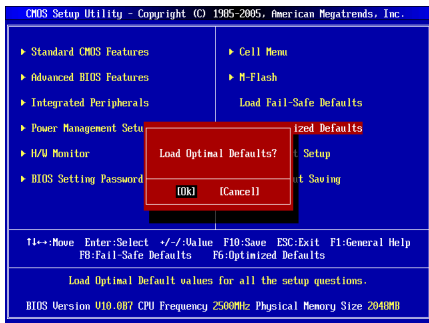 CMOS Setup Utility - Copyright (C) 1985-2005, American Megatrends, Inc.
▶ Standard CMOS Features
▶ Cell Menu
▶ Advanced BIOS Features
▶ M-Flash
▶ Integrated Peripherals
Load Fail-Safe Defaults
▶ Power Management Setu
ized Defaults
▶ H/W Monitor
t Setup
▶ BIOS Setting Password
ut Saving
Load Optimal Defaults?
[Ok] [Cancel]
↑↓↔:Move Enter:Select +/-/:Value F10:Save ESC:Exit F1:General Help
F8:Fail-Safe Defaults F6:Optimized Defaults
Load Optimal Default values for all the setup questions.
BIOS Version V10.0B7 CPU Frequency 2500MHz Physical Memory Size 2048MB